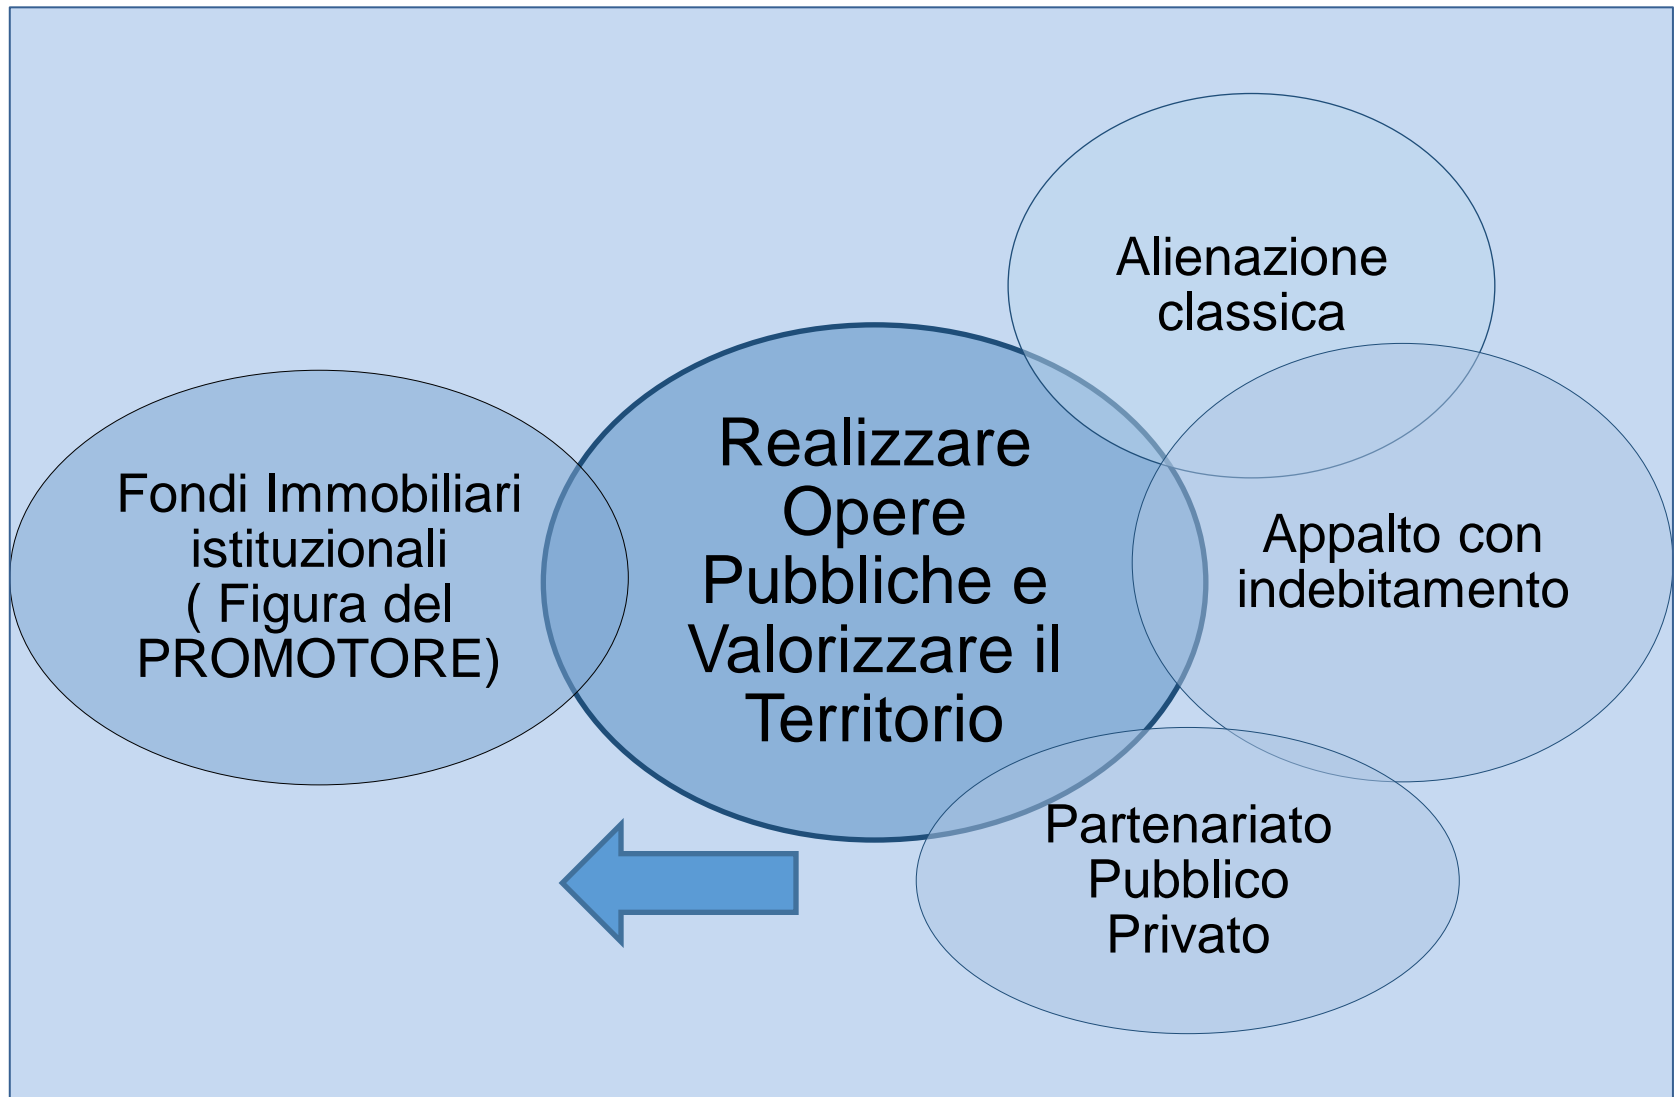 Alienazione
classica
Fondi Immobiliari
istituzionali
( Figura del
PROMOTORE)
Realizzare
Opere
Pubbliche e
Valorizzare il
Territorio
Appalto con
indebitamento
Partenariato
Pubblico
Privato